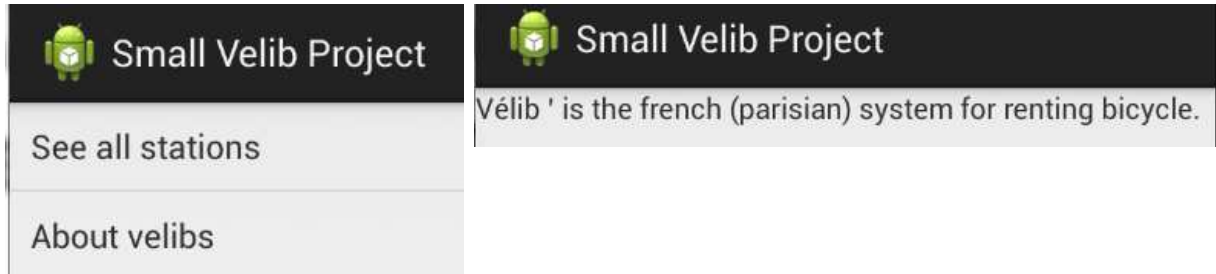 Small Velib Project
See all stations
About velibs
Small Velib Project
Vélib ' is the french (parisian) system for renting bicycle.